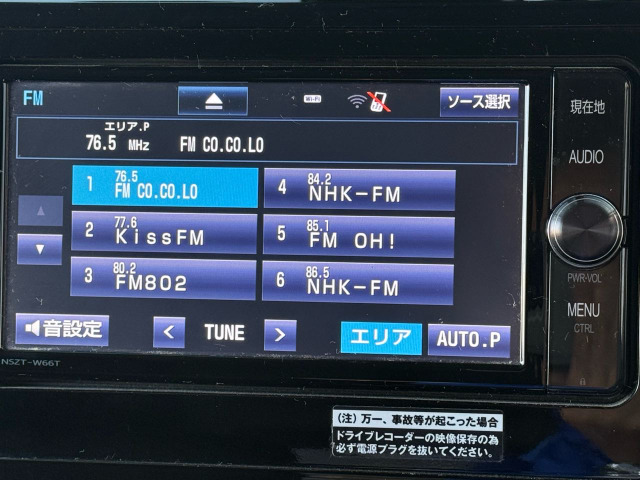 FM
Wi-Fi
ソース選択
エリア.P
76.5 MHz FM CO.CO.LO
1 76.5 FM CO.CO.LO
2 77.6 KissFM
3 80.2 FM802
4 84.2 NHK-FM
5 85.1 FM OH!
6 86.5 NHK-FM
音設定
< TUNE >
エリア
AUTO.P
現在地
AUDIO
PWR・VOL
MENU
CTRL
NSZT-W66T
(注)万一、事故等が起こった場合
ドライブレコーダーの映像保存の為
必ず電源プラグを抜いてください。